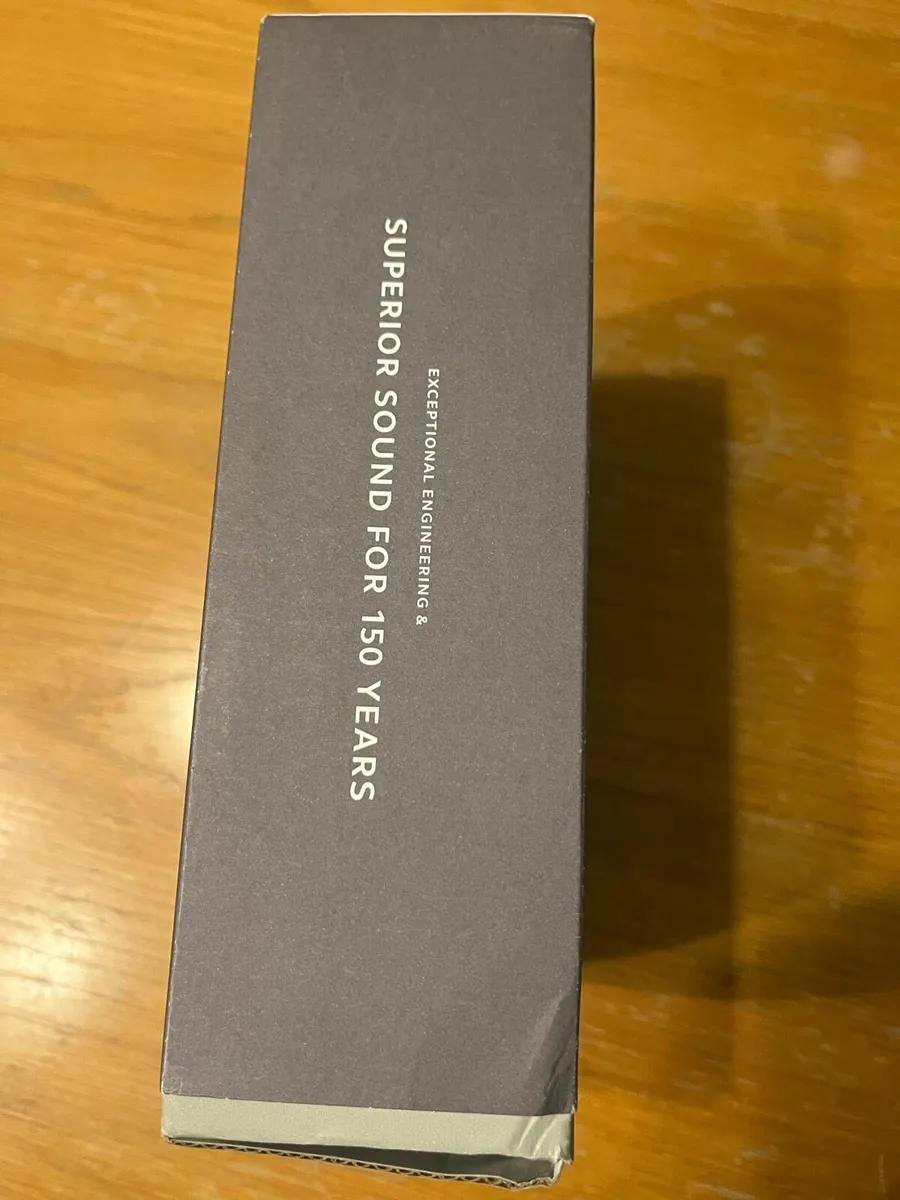 EXCEPTIONAL ENGINEERING &
SUPERIOR SOUND FOR 150 YEARS